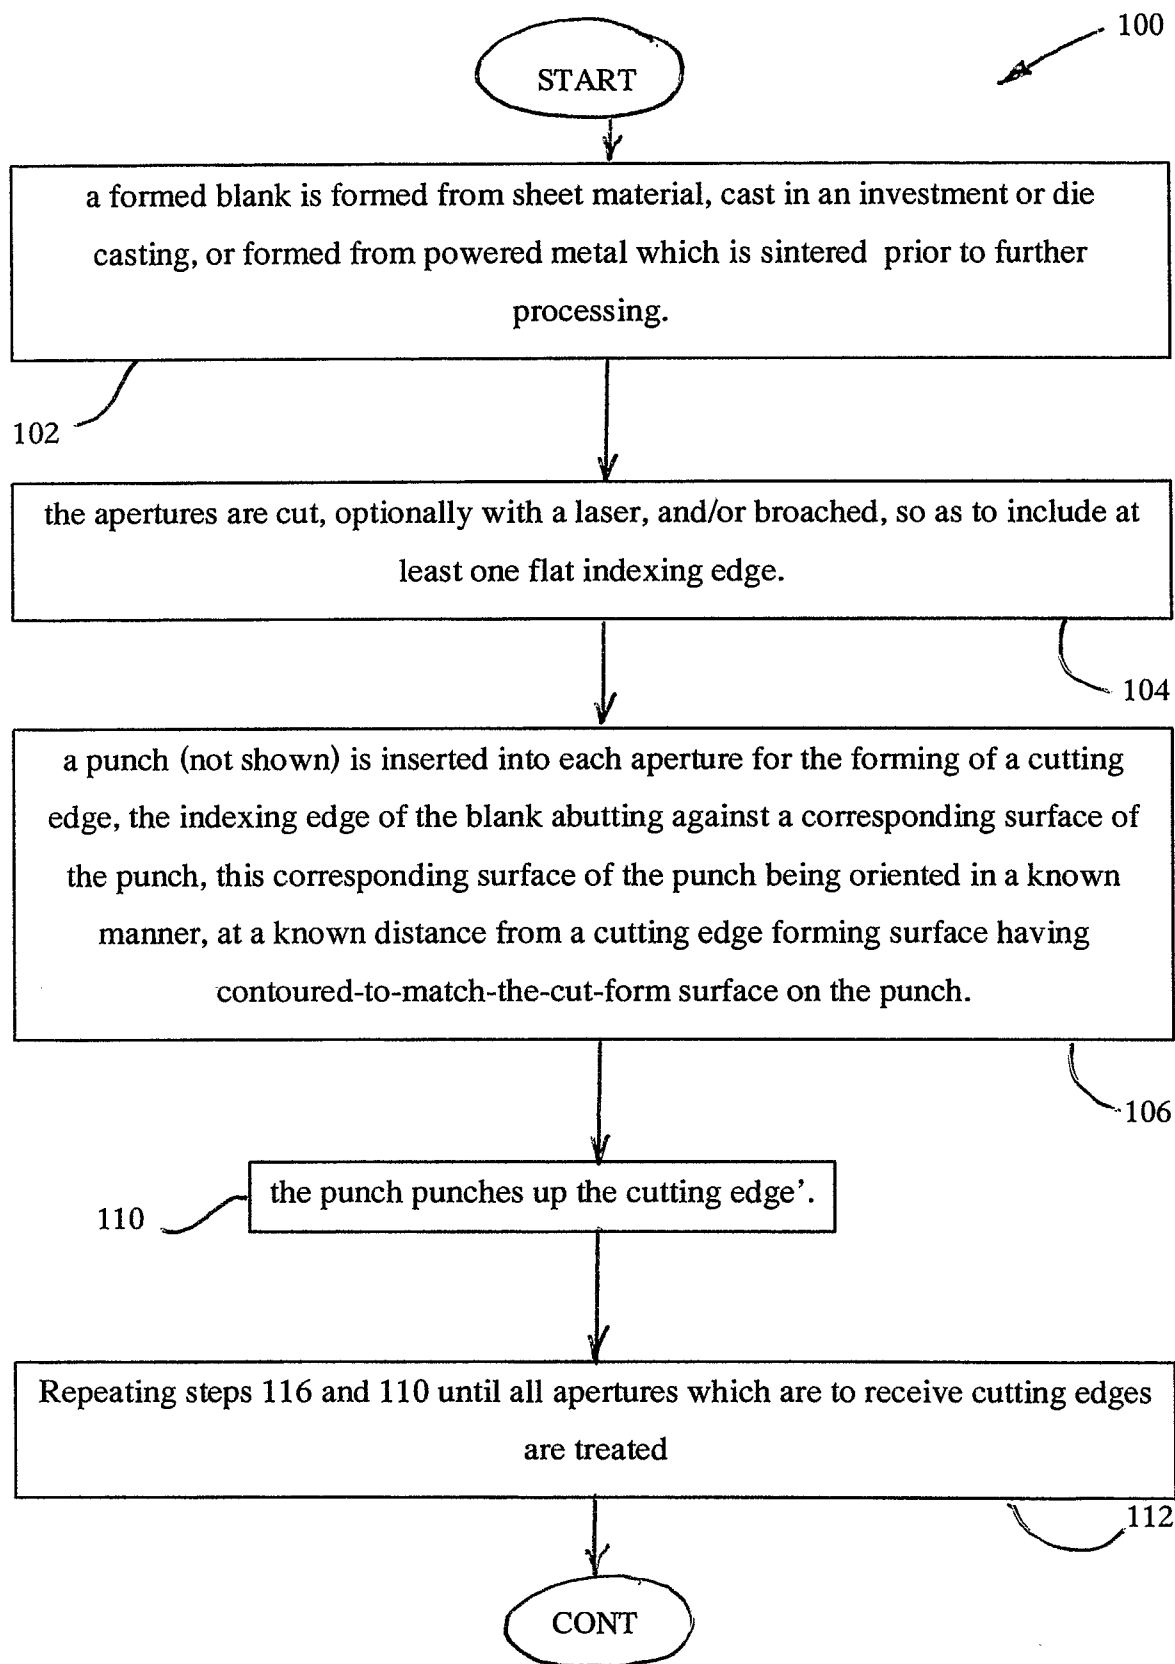 100
START
a formed blank is formed from sheet material, cast in an investment or die
casting, or formed from powered metal which is sintered prior to further
processing.
102
the apertures are cut, optionally with a laser, and/or broached, so as to include at
least one flat indexing edge.
104
a punch (not shown) is inserted into each aperture for the forming of a cutting
edge, the indexing edge of the blank abutting against a corresponding surface of
the punch, this corresponding surface of the punch being oriented in a known
manner, at a known distance from a cutting edge forming surface having
contoured-to-match-the-cut-form surface on the punch.
106
the punch punches up the cutting edge’.
110
Repeating steps 116 and 110 until all apertures which are to receive cutting edges
are treated
112
CONT